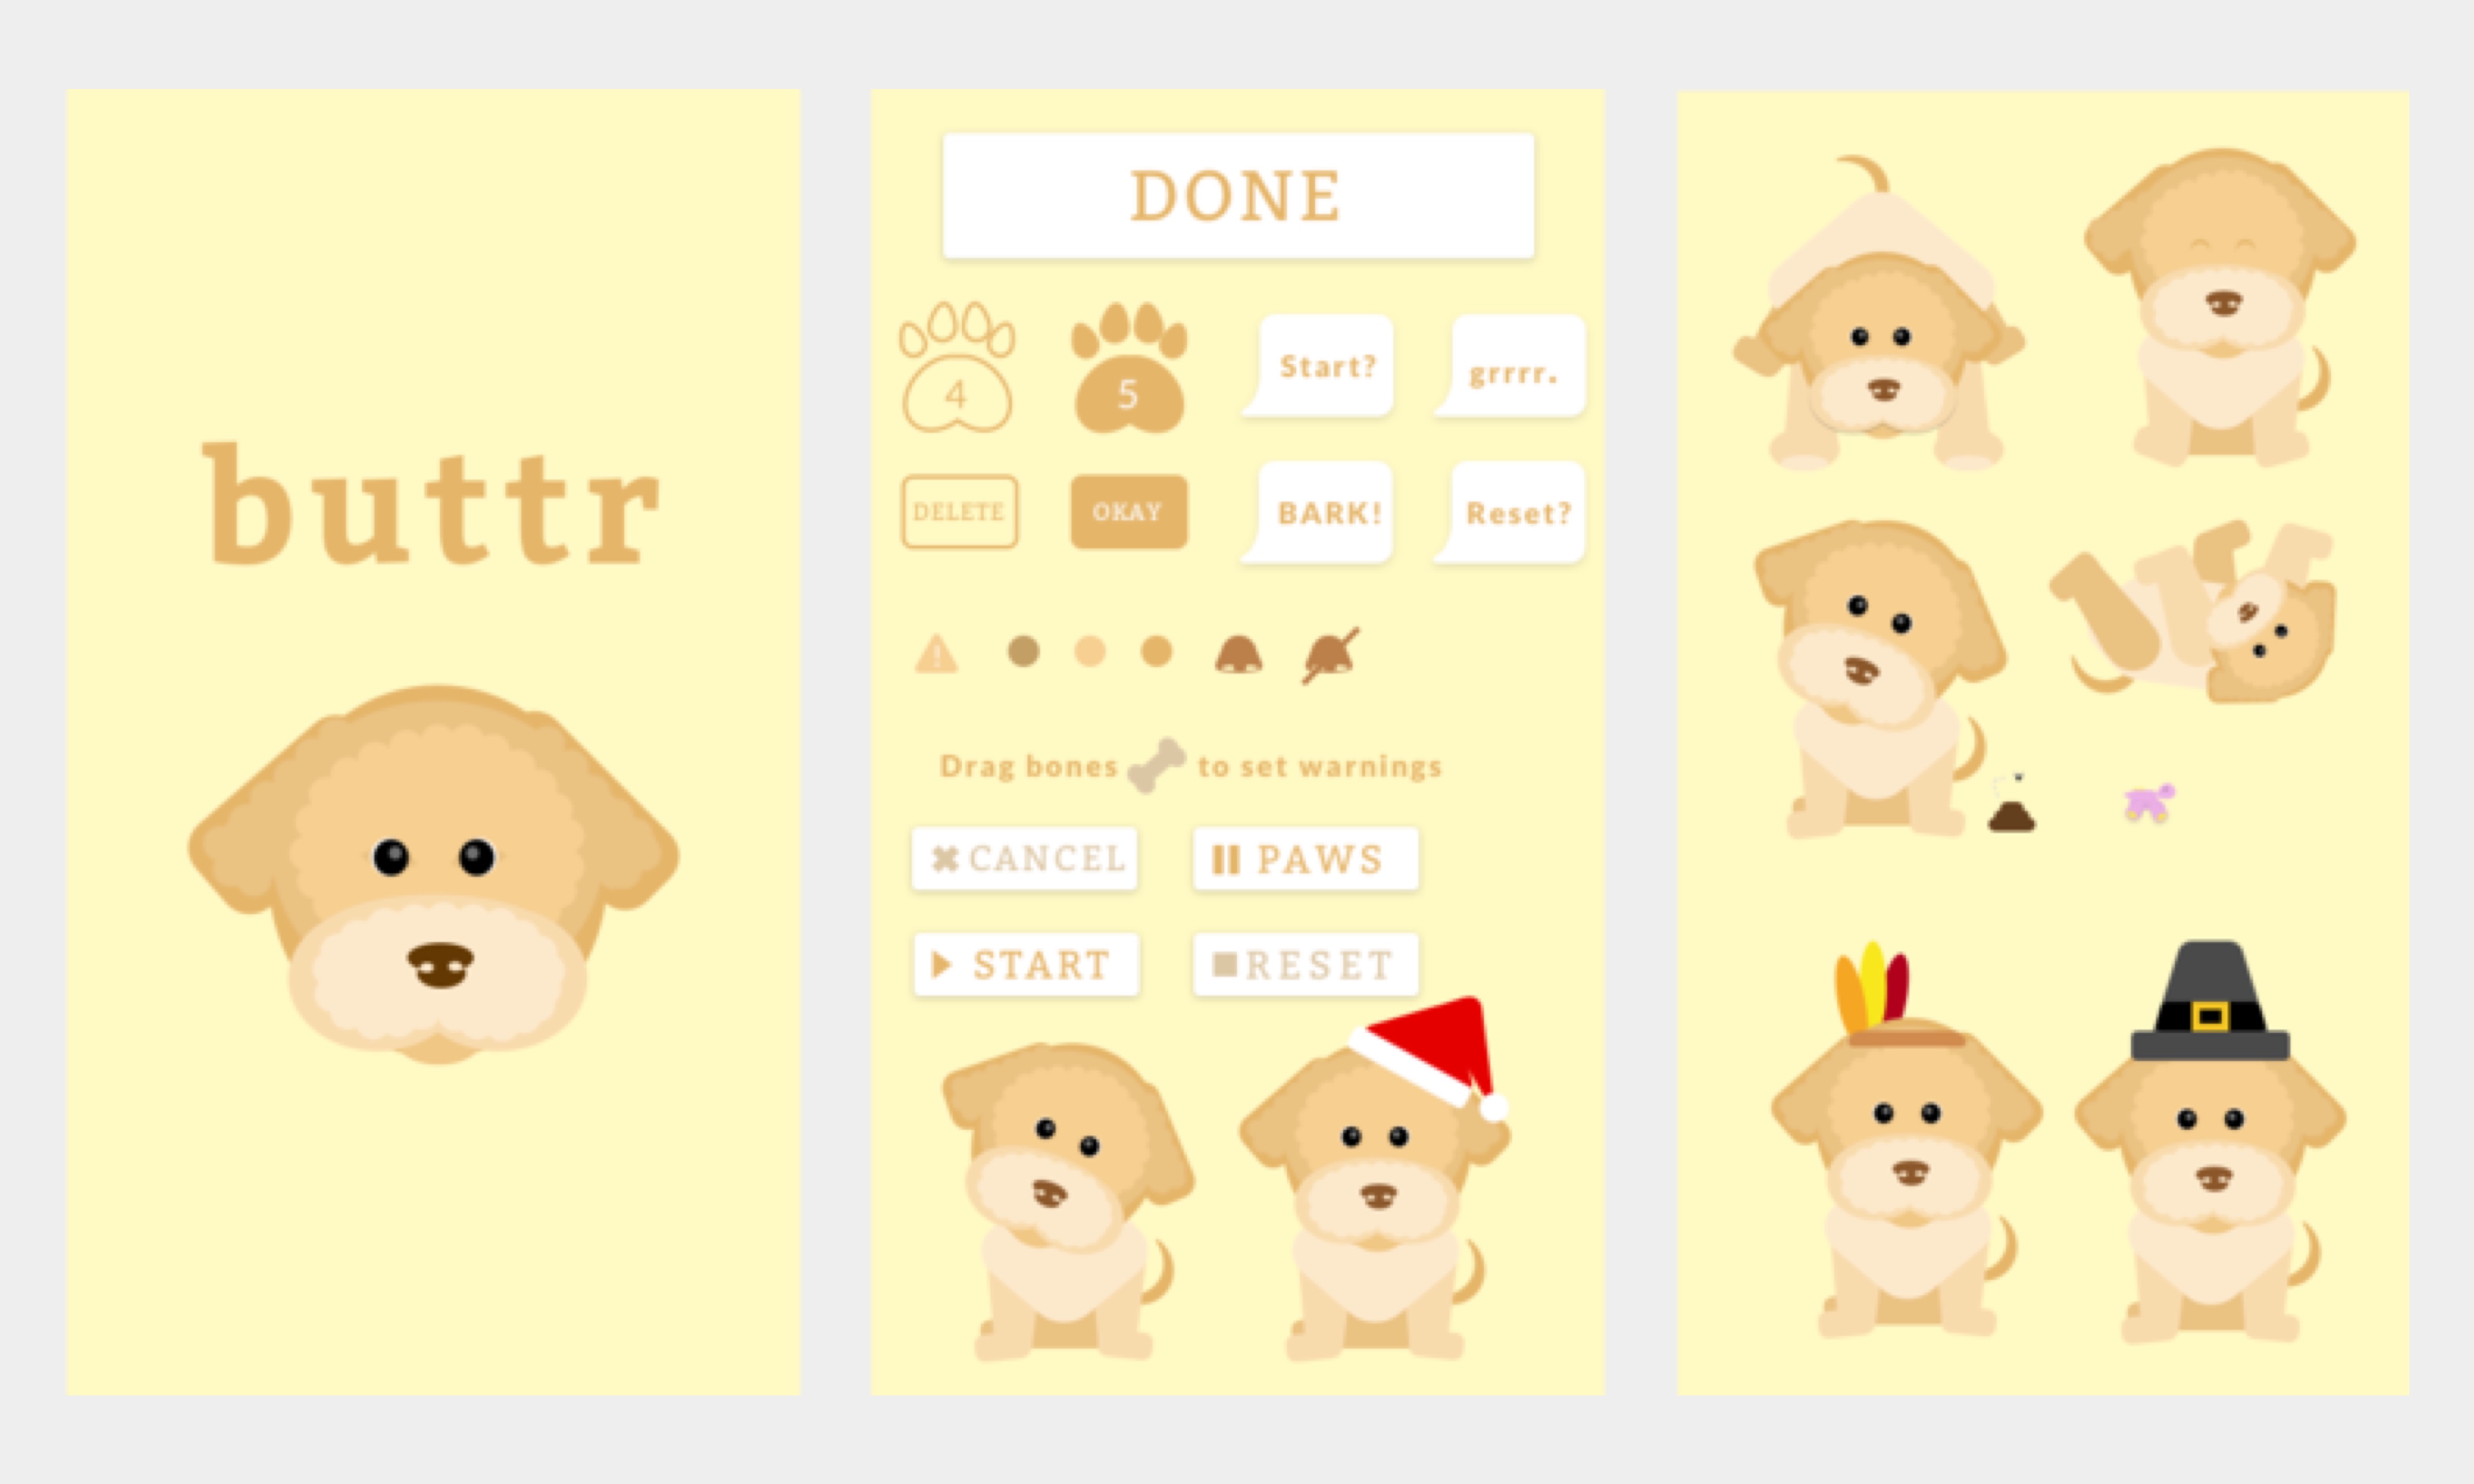 buttr
DONE
4
5
Start?
grrrr.
DELETE
OKAY
BARK!
Reset?
!
Drag bones to set warnings
CANCEL
PAWS
START
RESET